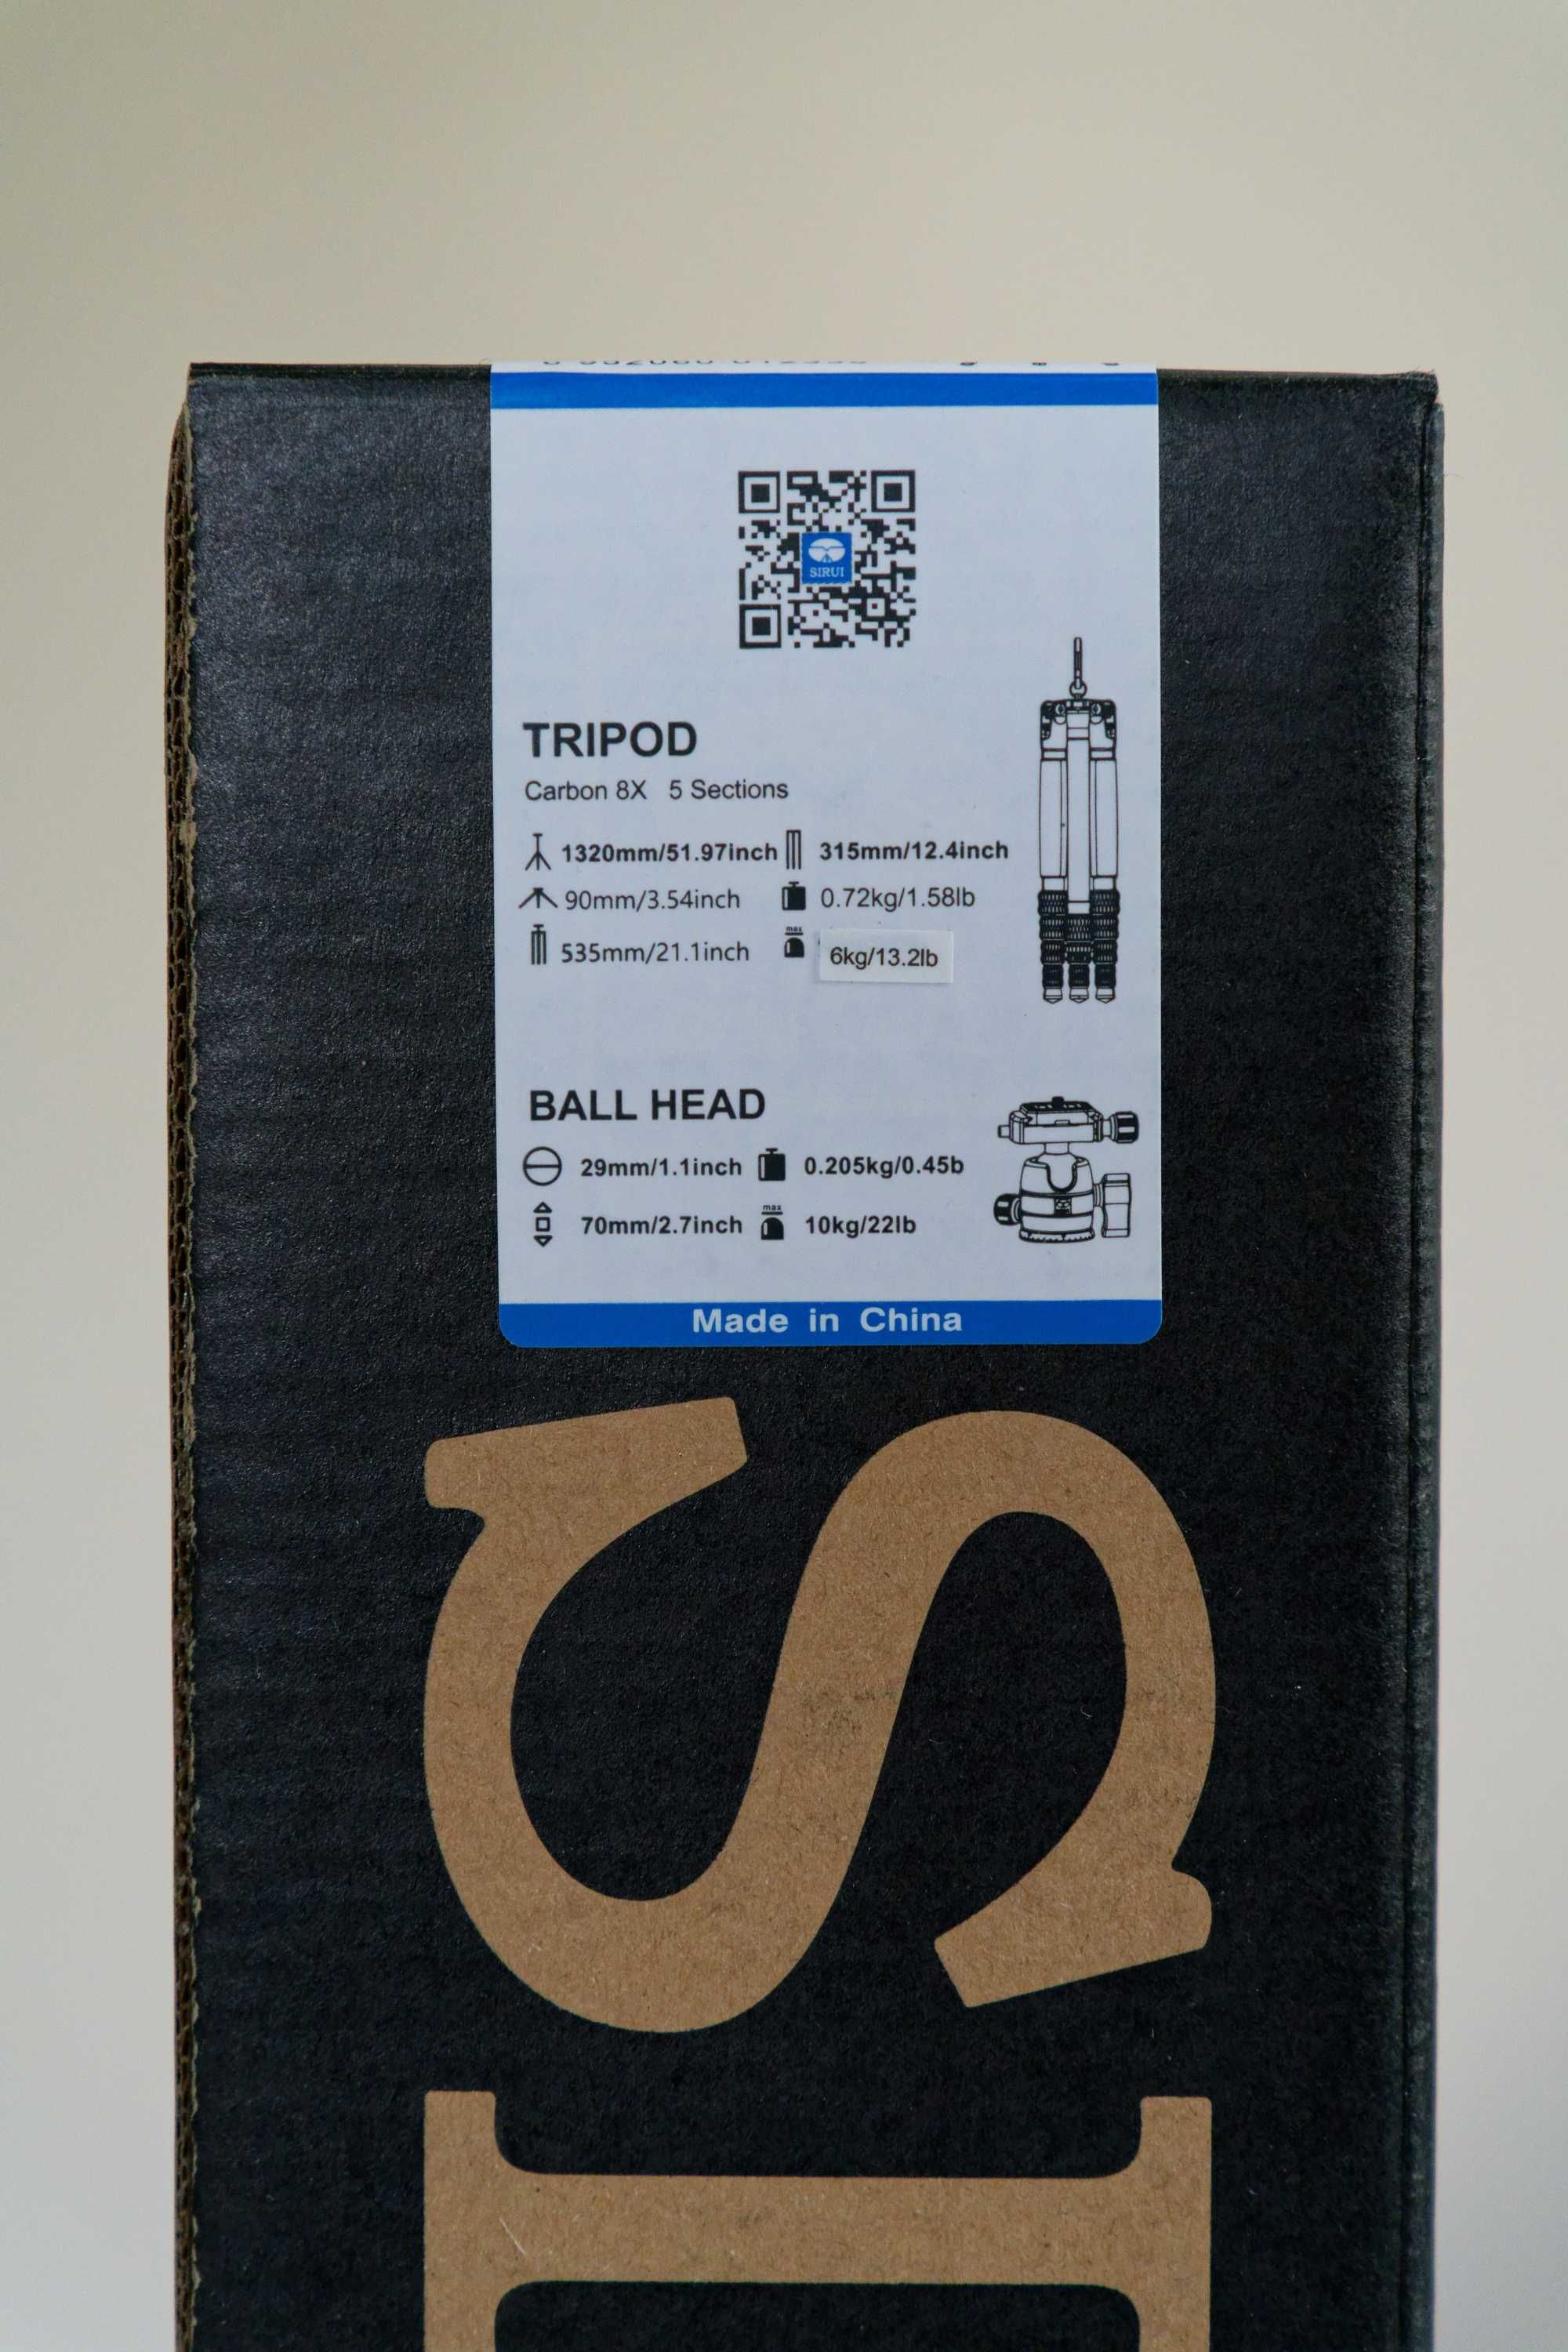 SIRUI
TRIPOD
Carbon 8X 5 Sections
1320mm/51.97inch 315mm/12.4inch
90mm/3.54inch 0.72kg/1.58lb
535mm/21.1inch max 6kg/13.2lb
BALL HEAD
29mm/1.1inch 0.205kg/0.45b
70mm/2.7inch max 10kg/22lb
Made in China
SI